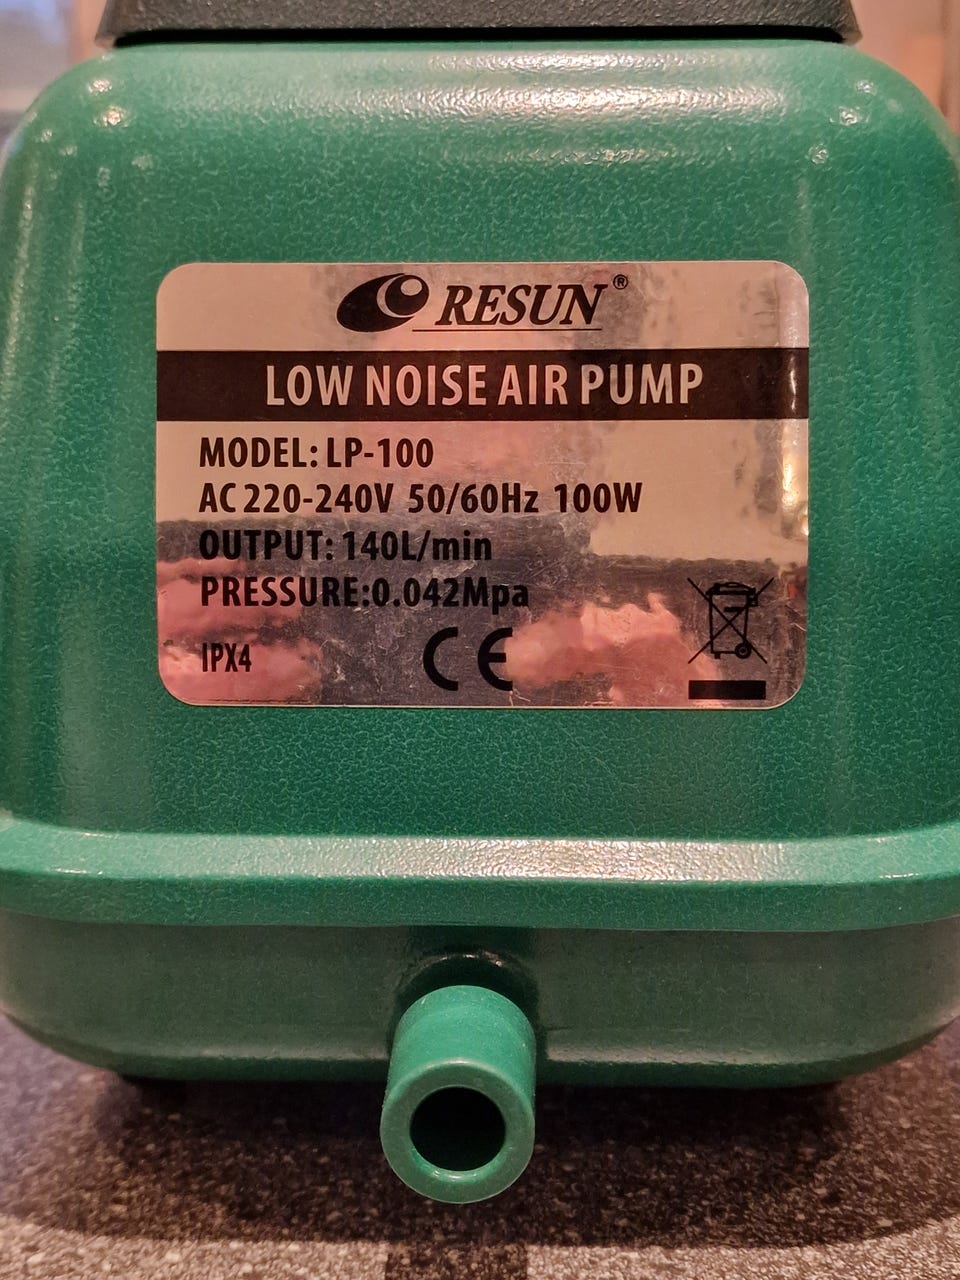 RESUN®
LOW NOISE AIR PUMP
MODEL: LP-100
AC 220-240V 50/60Hz 100W
OUTPUT: 140L/min
PRESSURE:0.042Mpa
IPX4
CE